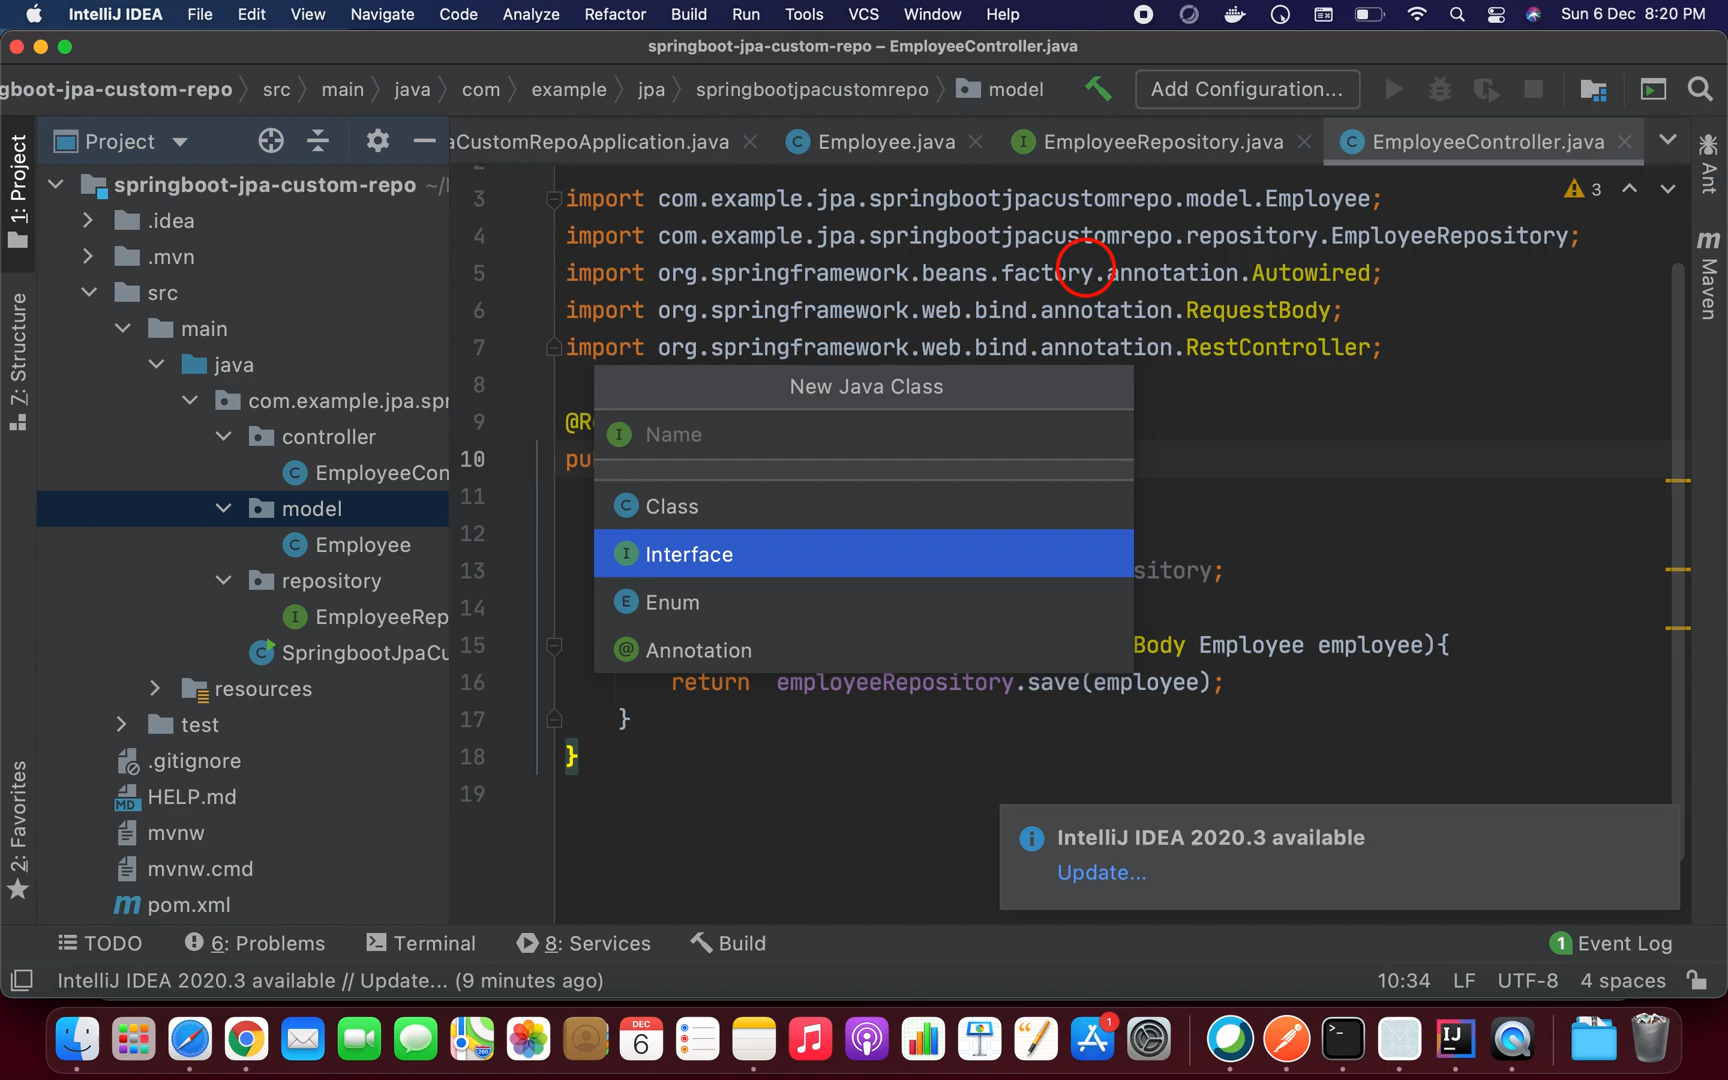 IntelliJ IDEA File Edit View Navigate Code Analyze Refactor Build Run Tools VCS Window Help Sun 6 Dec 8:20 PM
springboot-jpa-custom-repo – EmployeeController.java
gboot-jpa-custom-repo src main java com example jpa springbootjpacustomrepo model Add Configuration...
Project
aCustomRepoApplication.java Employee.java EmployeeRepository.java EmployeeController.java
1: Project
Z: Structure
2: Favorites
springboot-jpa-custom-repo ~/
.idea
.mvn
src
main
java
com.example.jpa.spr
controller
EmployeeCon
model
Employee
repository
EmployeeRep
SpringbootJpaCu
resources
test
.gitignore
HELP.md
mvnw
mvnw.cmd
pom.xml
2
3 import com.example.jpa.springbootjpacustomrepo.model.Employee;
4 import com.example.jpa.springbootjpacustomrepo.repository.EmployeeRepository;
5 import org.springframework.beans.factory.annotation.Autowired;
6 import org.springframework.web.bind.annotation.RequestBody;
7 import org.springframework.web.bind.annotation.RestController;
8
9 @R
10 pu
11
12
13 sitory;
14
15 Body Employee employee){
16 return employeeRepository.save(employee);
17 }
18 }
19
3
New Java Class
Name
Class
Interface
Enum
Annotation
Ant
Maven
IntelliJ IDEA 2020.3 available
Update...
TODO 6: Problems Terminal 8: Services Build 1 Event Log
IntelliJ IDEA 2020.3 available // Update... (9 minutes ago) 10:34 LF UTF-8 4 spaces
DEC
6
1
IJ